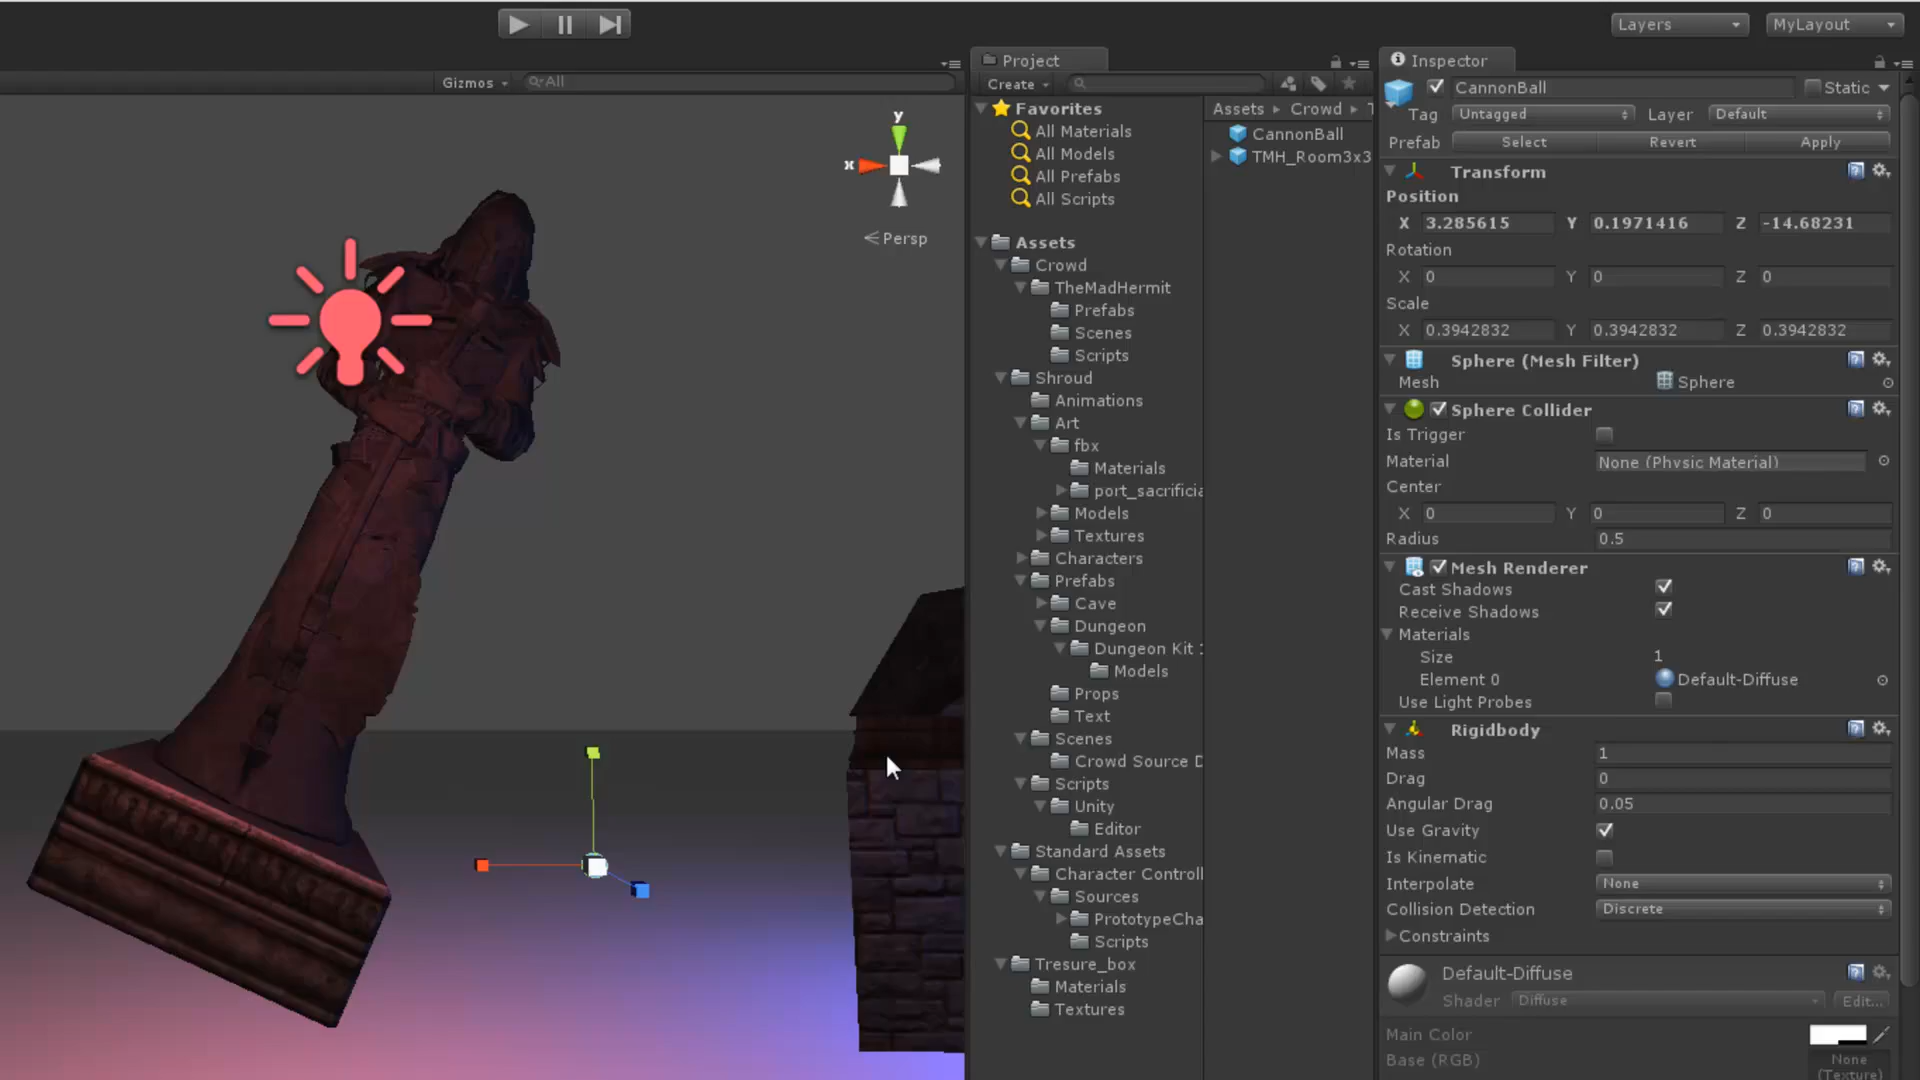 Layers
MyLayout
Gizmos
All
y
x
Persp
Project
Create
Favorites
All Materials
All Models
All Prefabs
All Scripts
Assets
Crowd
TheMadHermit
Prefabs
Scenes
Scripts
Shroud
Animations
Art
fbx
Materials
port_sacrificia
Models
Textures
Characters
Prefabs
Cave
Dungeon
Dungeon Kit
Models
Props
Text
Scenes
Crowd Source D
Scripts
Unity
Editor
Standard Assets
Character Controll
Sources
PrototypeCha
Scripts
Tresure_box
Materials
Textures
Assets Crowd
CannonBall
TMH_Room3x3
Inspector
CannonBall Static
Tag Untagged Layer Default
Prefab Select Revert Apply
Transform
Position
X 3.285615 Y 0.1971416 Z -14.68231
Rotation
X 0 Y 0 Z 0
Scale
X 0.3942832 Y 0.3942832 Z 0.3942832
Sphere (Mesh Filter)
Mesh Sphere
Sphere Collider
Is Trigger
Material None (Physic Material)
Center
X 0 Y 0 Z 0
Radius 0.5
Mesh Renderer
Cast Shadows
Receive Shadows
Materials
Size 1
Element 0 Default-Diffuse
Use Light Probes
Rigidbody
Mass 1
Drag 0
Angular Drag 0.05
Use Gravity
Is Kinematic
Interpolate None
Collision Detection Discrete
Constraints
Default-Diffuse
Shader Diffuse Edit...
Main Color
Base (RGB) None
(Texture)